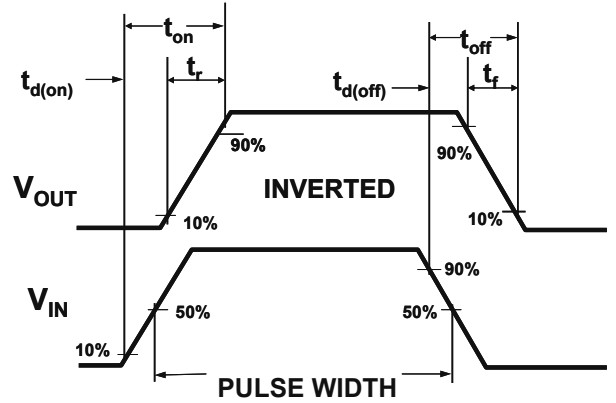 t_on t_off
t_d(on) t_r t_d(off) t_f
90% 90%
V_OUT INVERTED
10% 10%
90%
V_IN 50% 50%
10%
PULSE WIDTH